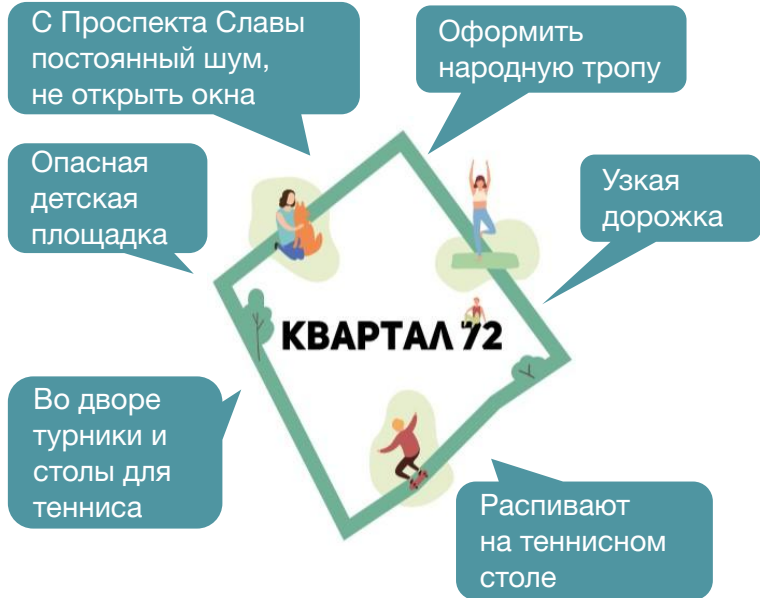 С Проспекта Славы
постоянный шум,
не открыть окна
Оформить
народную тропу
Опасная
детская
площадка
Узкая
дорожка
КВАРТАЛ 72
Во дворе
турники и
столы для
тенниса
Распивают
на теннисном
столе